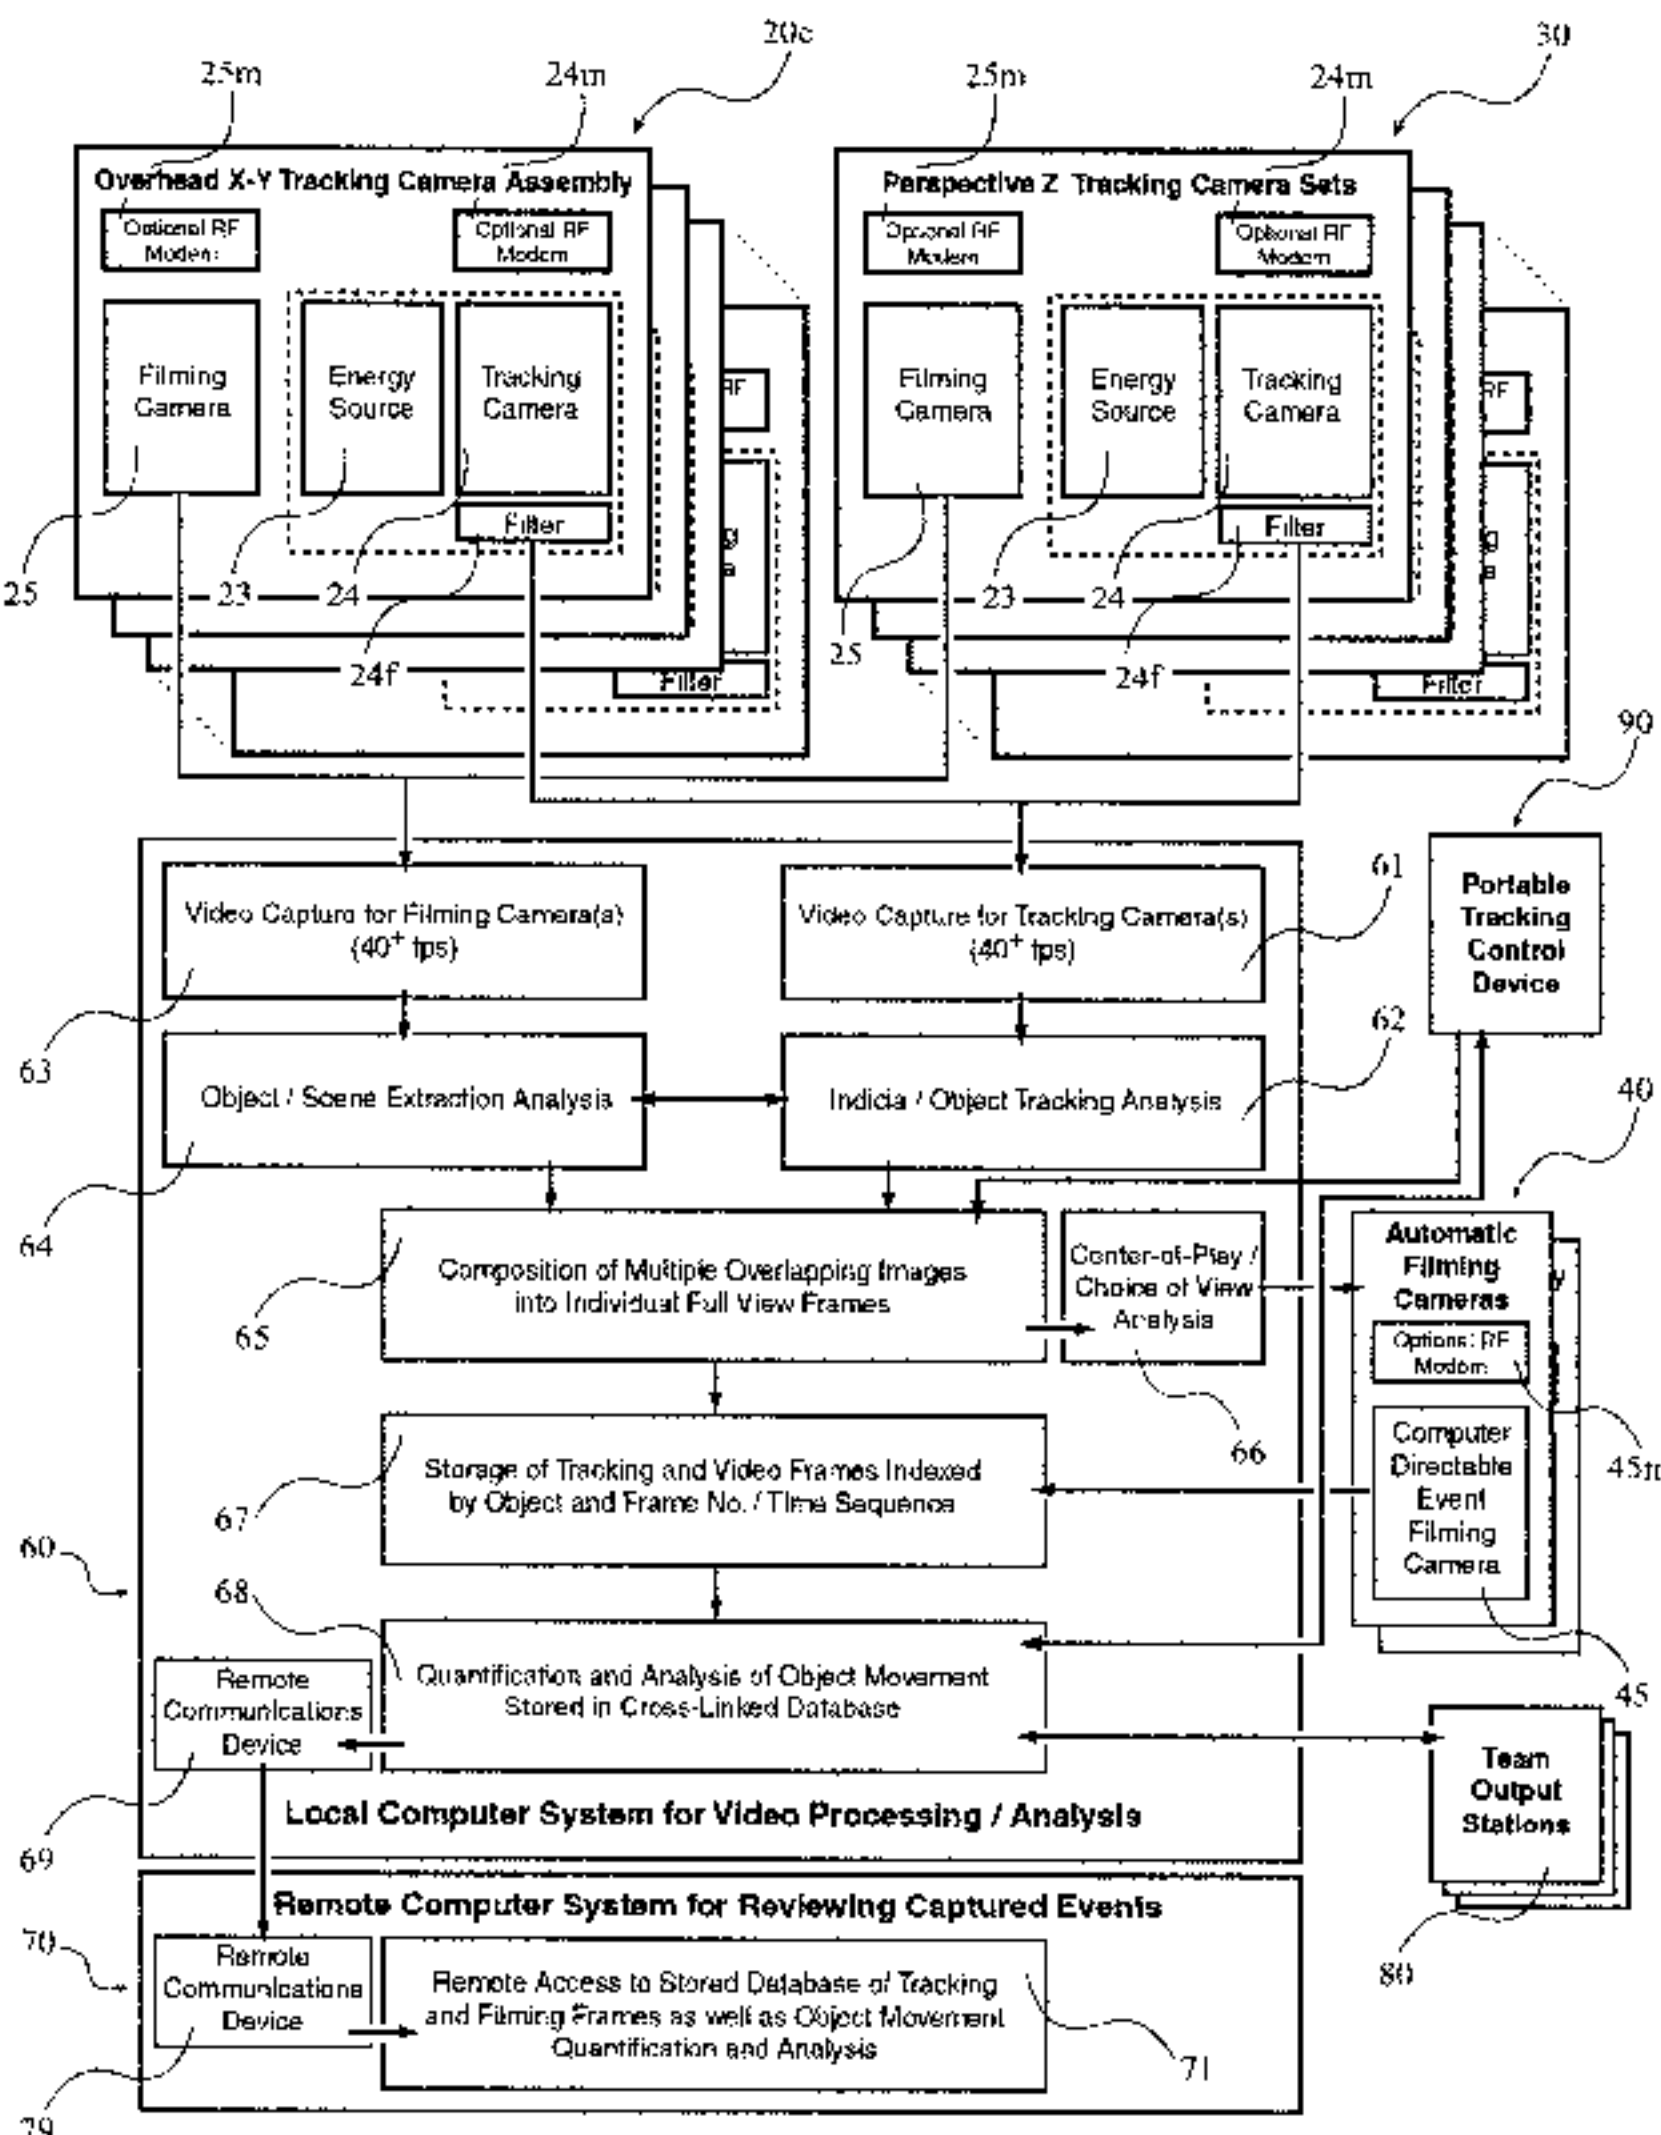 20c
30
25m
24m
25m
24m
Overhead X-Y Tracking Camera Assembly
Optional RF
Modem
Optional RF
Modem
Filming
Camera
Energy
Source
Tracking
Camera
Filter
RF
g
a
Filter
25
23
24
24f
Perspective Z Tracking Camera Sets
Optional RF
Modem
Optional RF
Modem
Filming
Camera
Energy
Source
Tracking
Camera
Filter
RF
g
a
Filter
25
23
24
24f
90
Portable
Tracking
Control
Device
Video Capture for Filming Camera(s)
(40+ fps)
63
Video Capture for Tracking Camera(s)
(40+ fps)
61
Object / Scene Extraction Analysis
64
Indicia / Object Tracking Analysis
62
40
Composition of Multiple Overlapping Images
into Individual Full View Frames
65
Center-of-Play /
Choice of View
Analysis
66
Automatic
Filming
Cameras
y
Optional RF
Modem
45m
Computer
Directable
Event
Filming
Camera
45
Storage of Tracking and Video Frames Indexed
by Object and Frame No. / Time Sequence
67
60
68
Quantification and Analysis of Object Movement
Stored in Cross-Linked Database
Remote
Communications
Device
69
Local Computer System for Video Processing / Analysis
Team
Output
Stations
80
Remote Computer System for Reviewing Captured Events
70
Remote
Communications
Device
79
Remote Access to Stored Database of Tracking
and Filming Frames as well as Object Movement
Quantification and Analysis
71